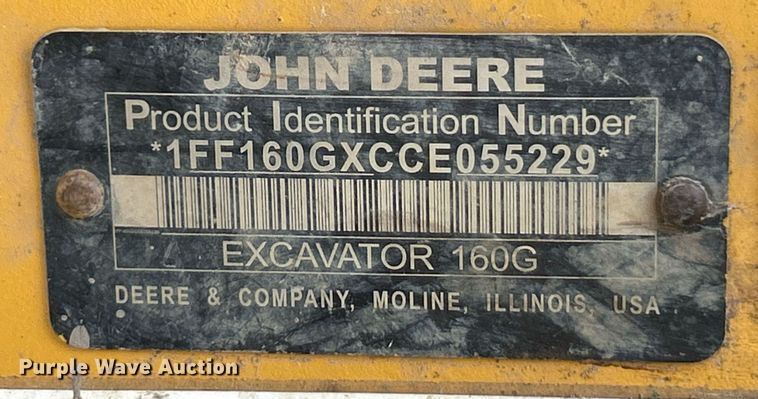 JOHN DEERE
Product Identification Number
*1FF160GXCCE055229*
EXCAVATOR 160G
DEERE & COMPANY, MOLINE, ILLINOIS, USA
Purple Wave Auction